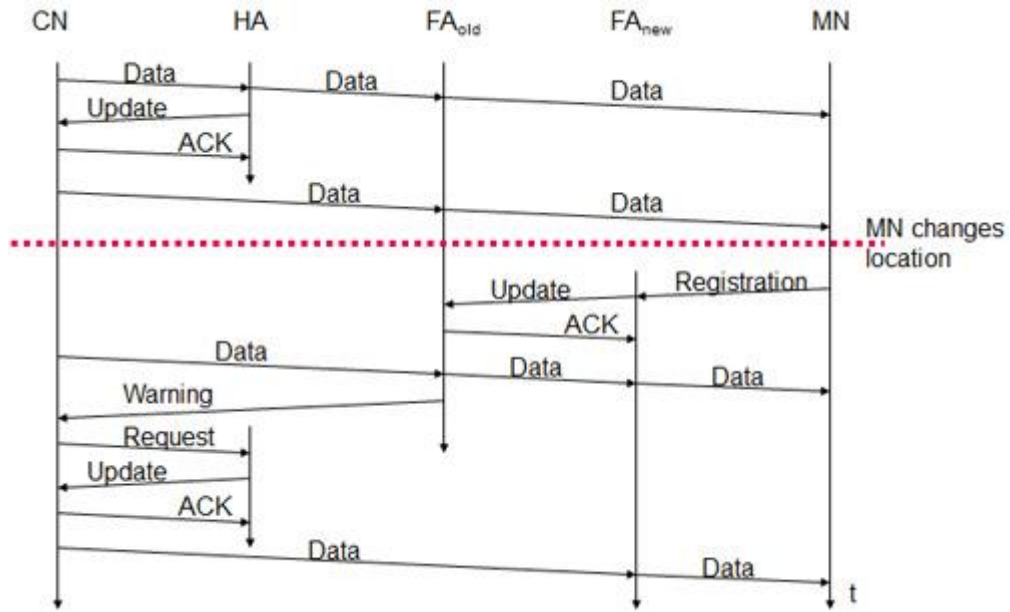 CN HA FAold FAnew MN
Data
Data
Data
Update
ACK
Data
Data
MN changes
location
Registration
Update
ACK
Data
Data
Data
Warning
Request
Update
ACK
Data
Data
t